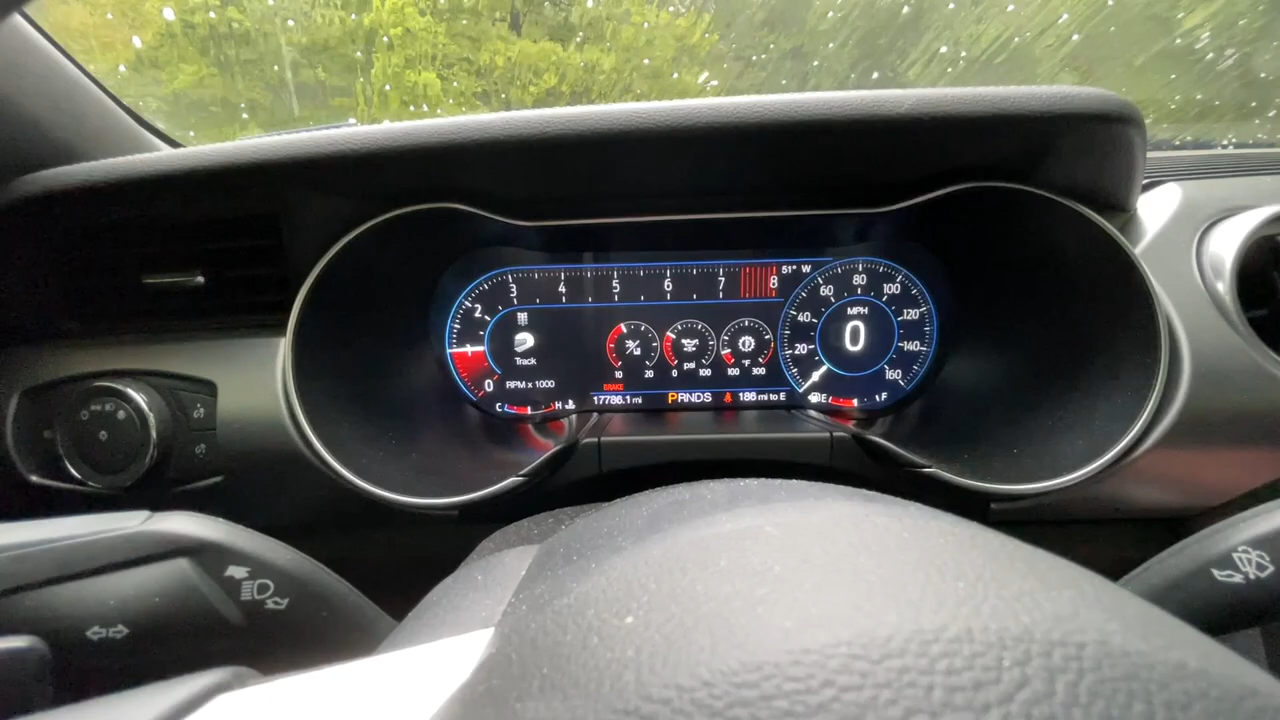 1 2 3 4 5 6 7 8
0
RPM x 1000
51° W
Track
10 20
psi
0 100
°F
100 300
20 40 60 80 100 120 140 160
MPH
0
BRAKE
17786.1 mi
PRNDS
186 mi to E
C H
E F